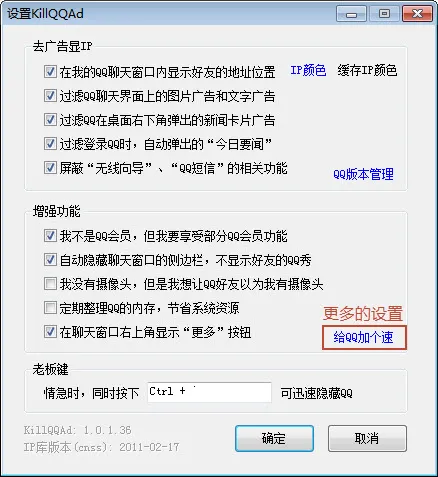 设置KillQQAd
去广告显IP
在我的QQ聊天窗口内显示好友的地址位置 IP颜色 缓存IP颜色
过滤QQ聊天界面上的图片广告和文字广告
过滤QQ在桌面右下角弹出的新闻卡片广告
过滤登录QQ时，自动弹出的“今日要闻”
屏蔽“无线向导”、“QQ短信”的相关功能
QQ版本管理
增强功能
我不是QQ会员，但我要享受部分QQ会员功能
自动隐藏聊天窗口的侧边栏，不显示好友的QQ秀
我没有摄像头，但是我想让QQ好友以为我有摄像头
定期整理QQ的内存，节省系统资源
更多的设置
在聊天窗口右上角显示“更多”按钮 给QQ加个速
老板键
情急时，同时按下 Ctrl + ` 可迅速隐藏QQ
KillQQAd: 1.0.1.36
IP库版本(cnss): 2011-02-17
确定 取消